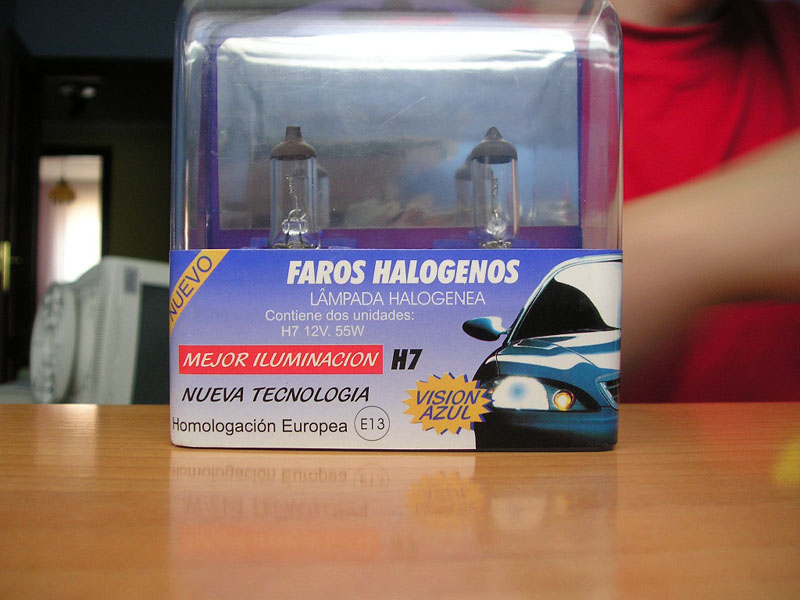 NUEVO
FAROS HALOGENOS
LÂMPADA HALOGENEA
Contiene dos unidades:
H7 12V. 55W
MEJOR ILUMINACION H7
NUEVA TECNOLOGIA
VISION
AZUL
Homologación Europea E13